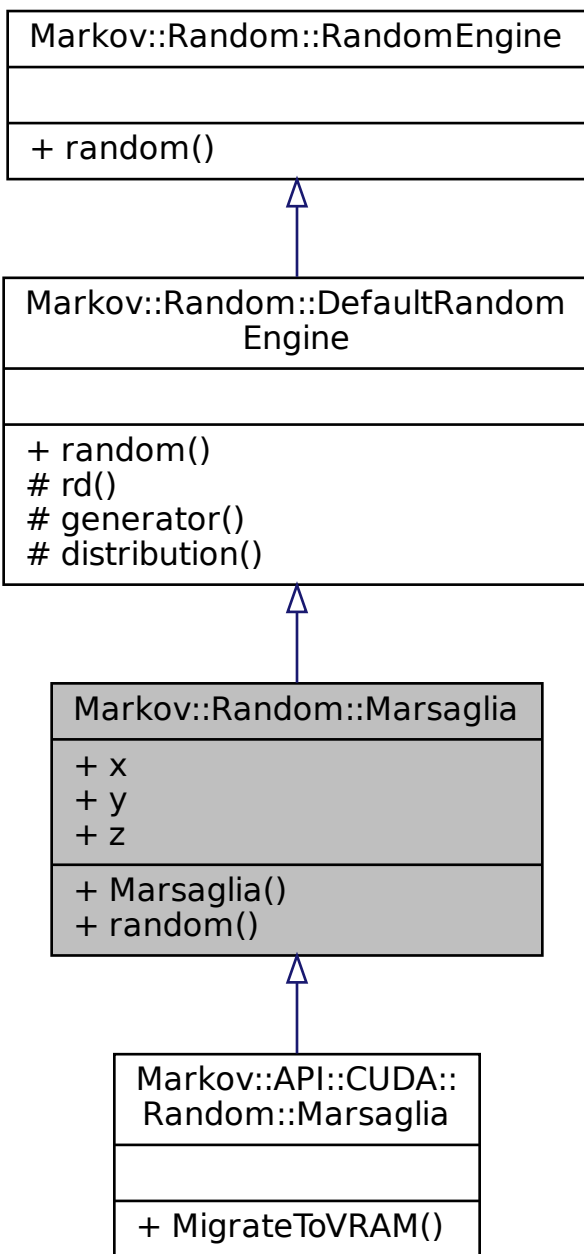 Markov::Random::RandomEngine
+ random()
Markov::Random::DefaultRandom
Engine
+ random()
# rd()
# generator()
# distribution()
Markov::Random::Marsaglia
+ x
+ y
+ z
+ Marsaglia()
+ random()
Markov::API::CUDA::
Random::Marsaglia
+ MigrateToVRAM()